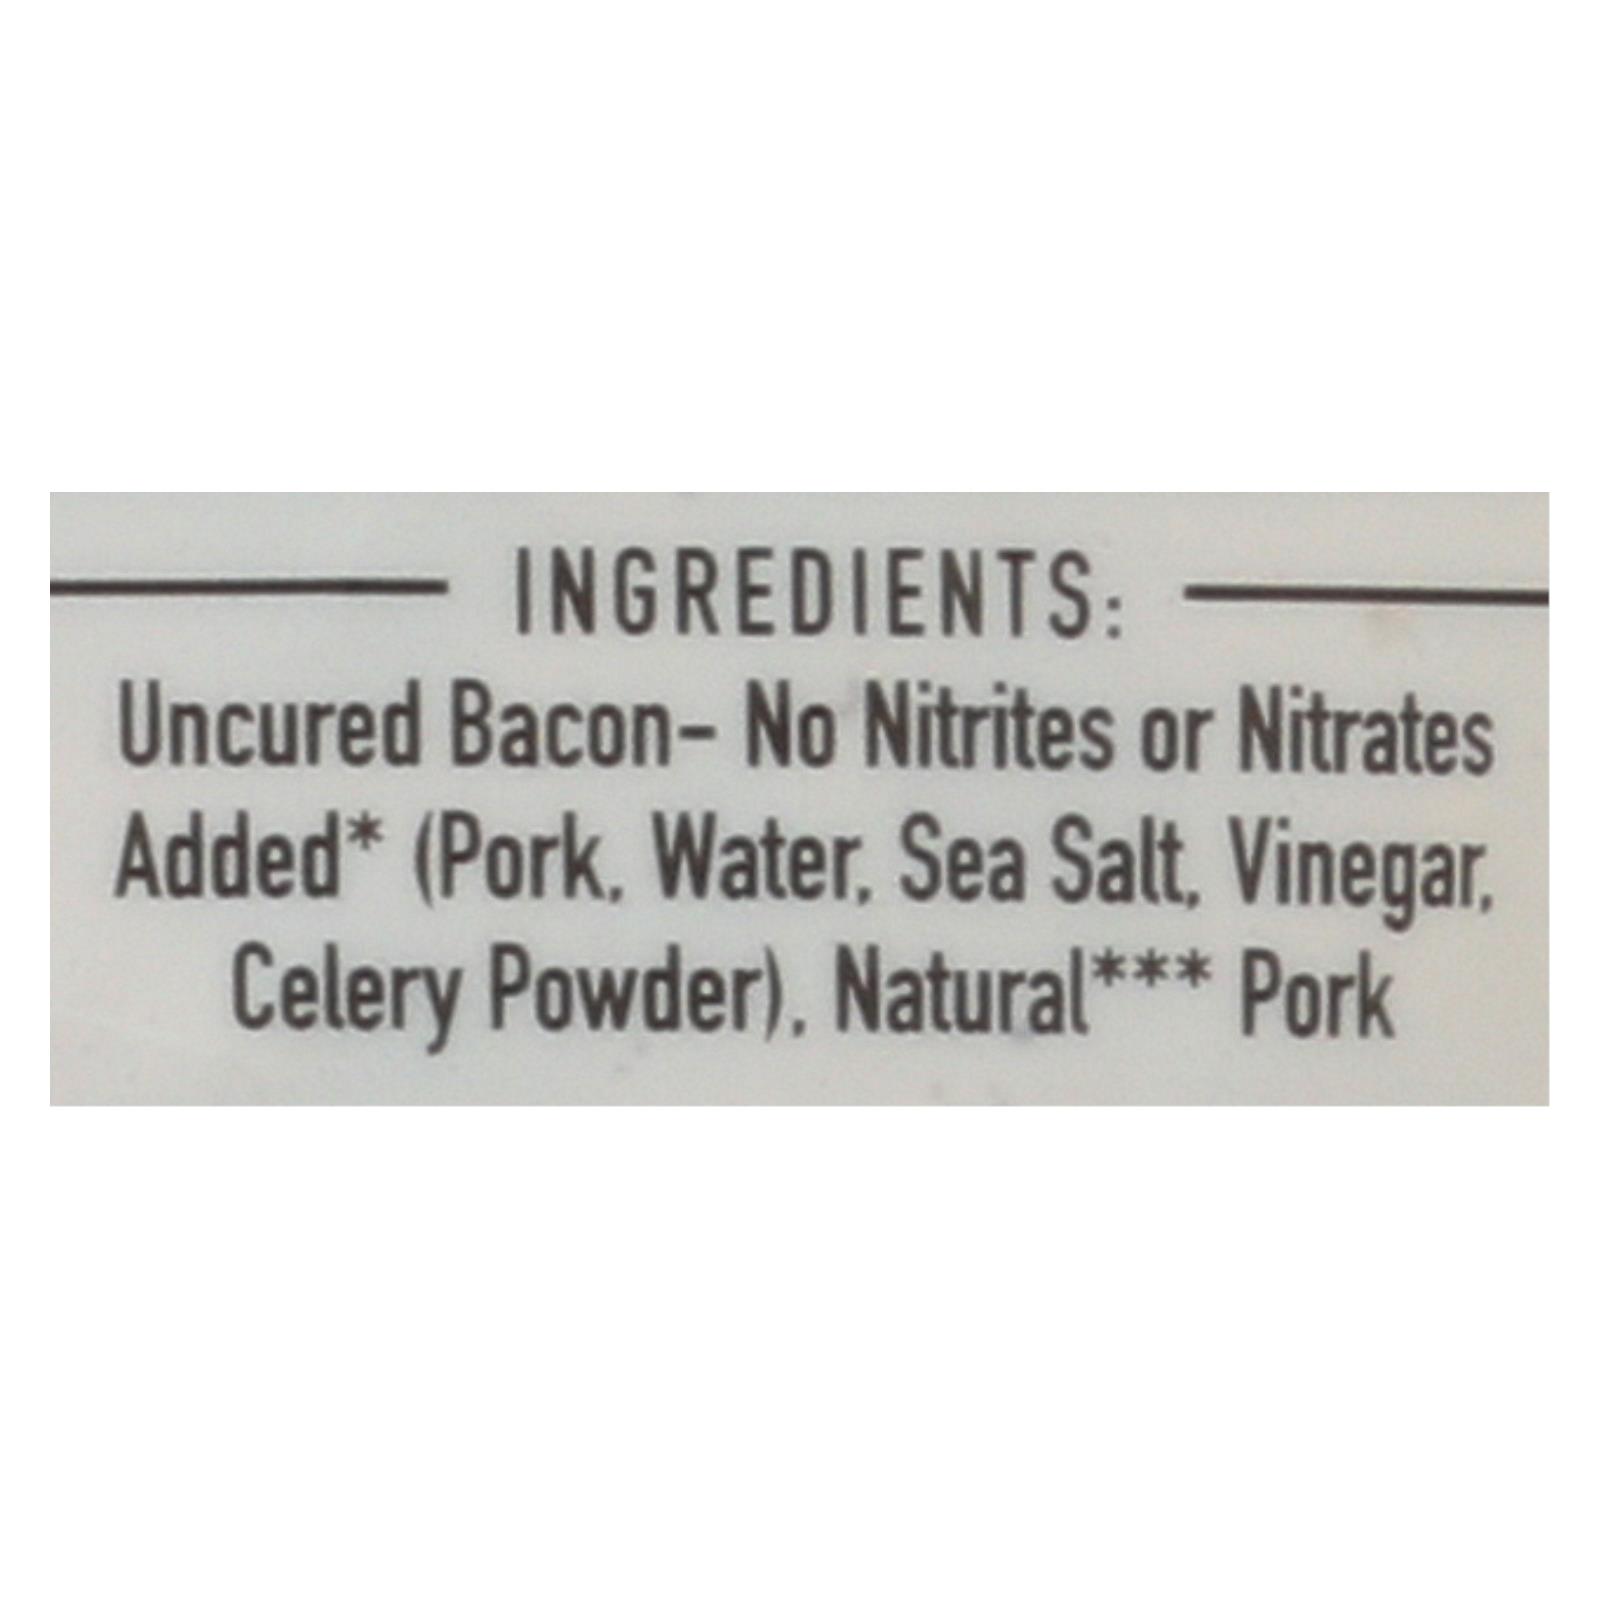 INGREDIENTS:
Uncured Bacon– No Nitrites or Nitrates
Added* (Pork, Water, Sea Salt, Vinegar,
Celery Powder), Natural*** Pork